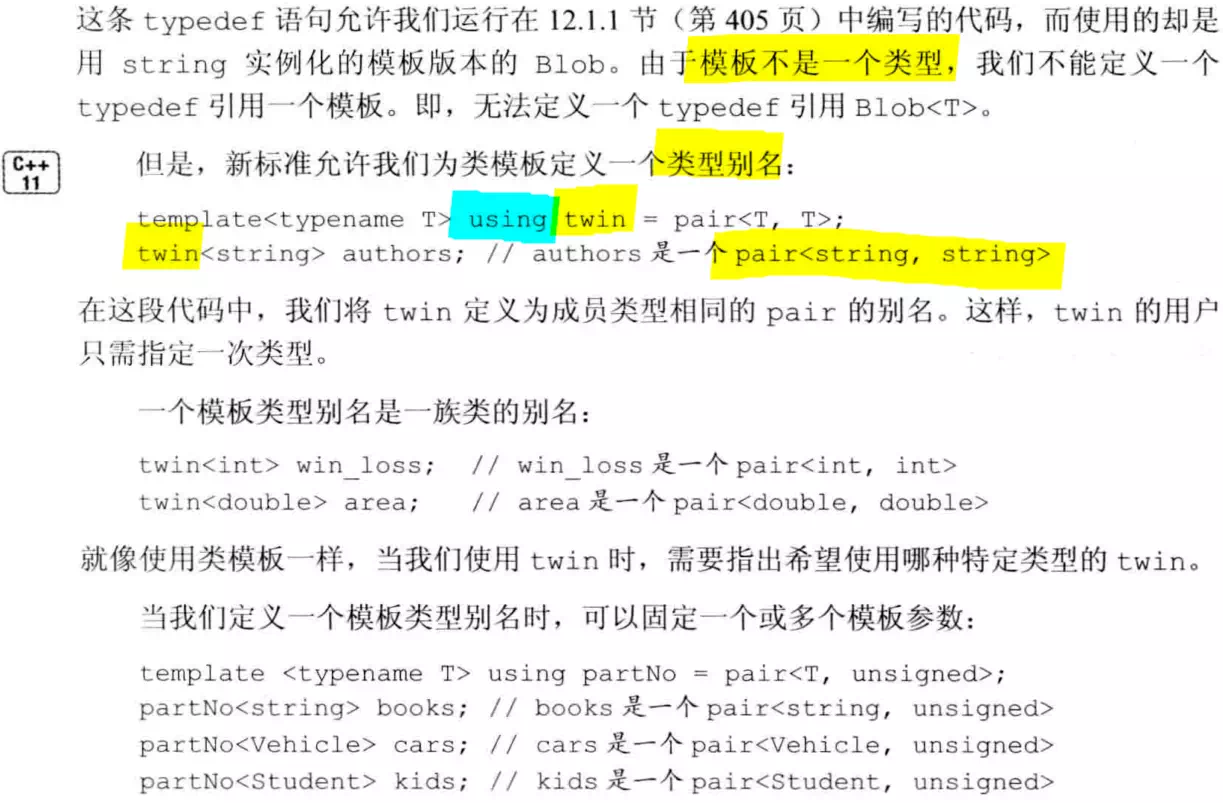 这条 typedef 语句允许我们运行在 12.1.1 节（第 405 页）中编写的代码，而使用的却是
用 string 实例化的模板版本的 Blob。由于模板不是一个类型，我们不能定义一个
typedef 引用一个模板。即，无法定义一个 typedef 引用 Blob<T>。
C++
11
但是，新标准允许我们为类模板定义一个类型别名：
template<typename T> using twin = pair<T, T>;
twin<string> authors; // authors 是一个 pair<string, string>
在这段代码中，我们将 twin 定义为成员类型相同的 pair 的别名。这样，twin 的用户
只需指定一次类型。
一个模板类型别名是一族类的别名：
twin<int> win_loss; // win_loss 是一个 pair<int, int>
twin<double> area; // area 是一个 pair<double, double>
就像使用类模板一样，当我们使用 twin 时，需要指出希望使用哪种特定类型的 twin。
当我们定义一个模板类型别名时，可以固定一个或多个模板参数：
template <typename T> using partNo = pair<T, unsigned>;
partNo<string> books; // books 是一个 pair<string, unsigned>
partNo<Vehicle> cars; // cars 是一个 pair<Vehicle, unsigned>
partNo<Student> kids; // kids 是一个 pair<Student, unsigned>